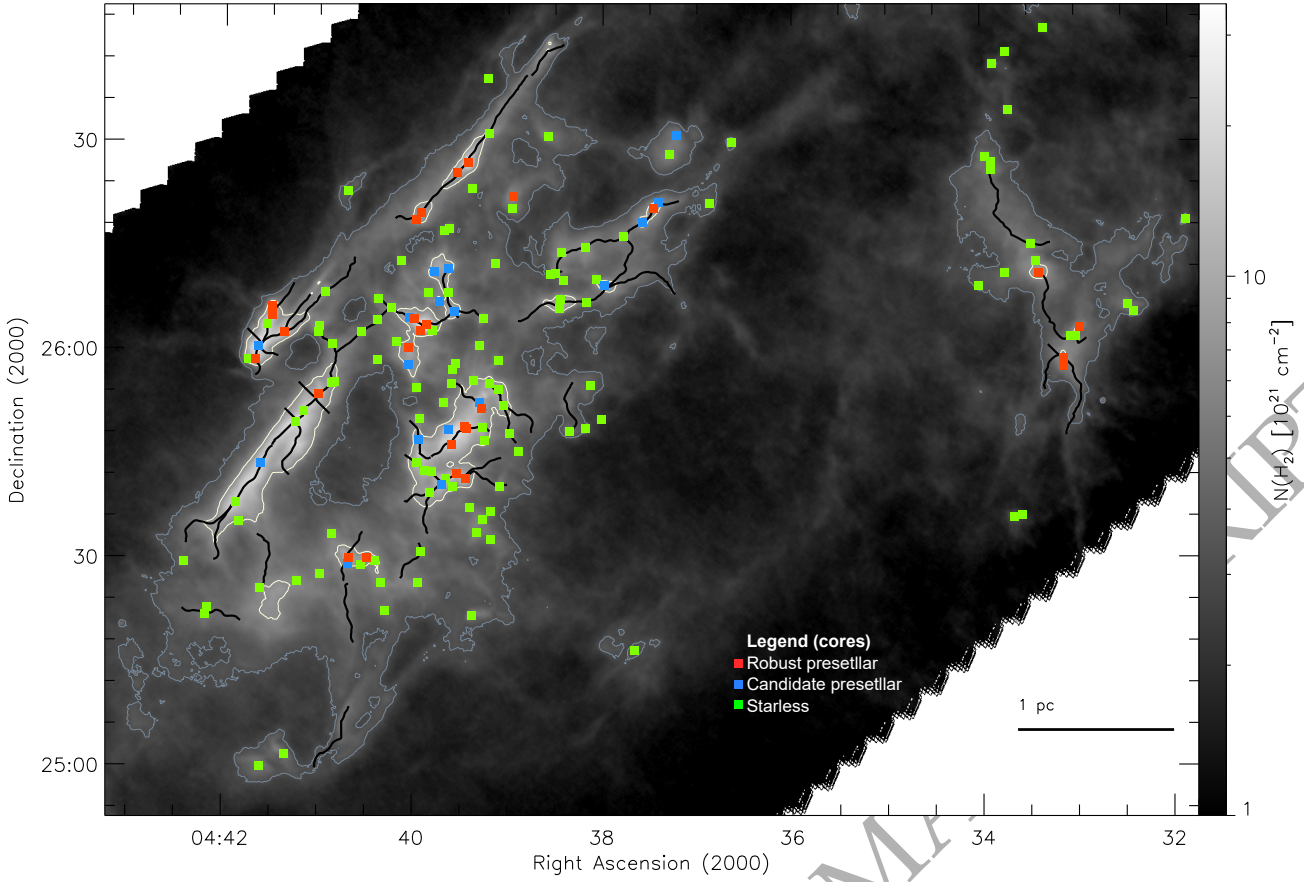 30
26:00
30
25:00
Declination (2000)
04:42
40
38
36
34
32
Right Ascension (2000)
Legend (cores)
Robust presetllar
Candidate presetllar
Starless
1 pc
10
1
N(H₂) [10²¹ cm⁻²]